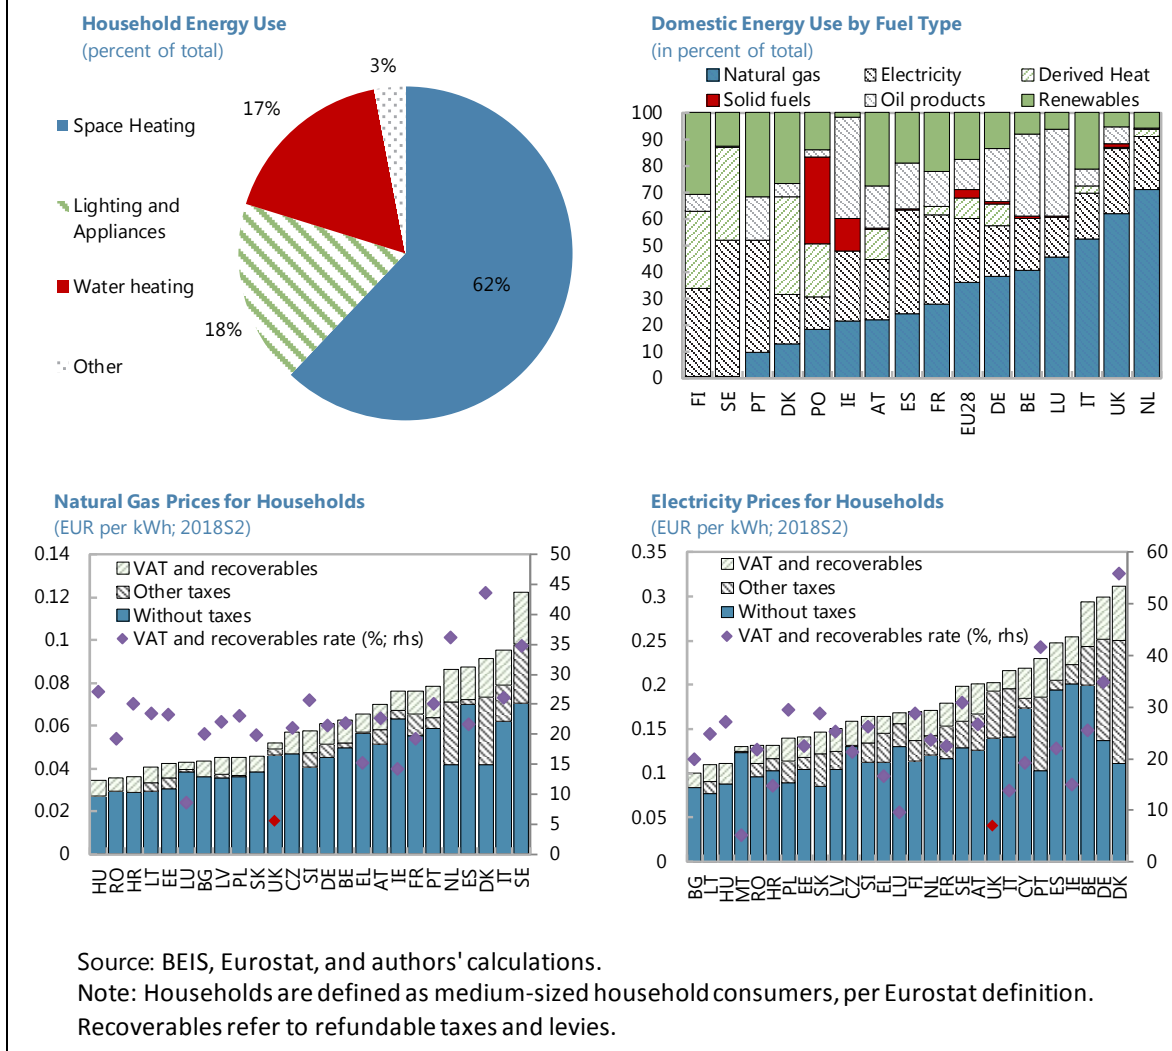 Household Energy Use
(percent of total)
3%
17%
Space Heating
Lighting and
Appliances
Water heating
62%
18%
Other
Domestic Energy Use by Fuel Type
(in percent of total)
Natural gas
Electricity
Derived Heat
Solid fuels
Oil products
Renewables
100
90
80
70
60
50
40
30
20
10
0
FI
SE
PT
DK
PO
IE
AT
ES
FR
EU28
DE
BE
LU
IT
UK
NL
Natural Gas Prices for Households
(EUR per kWh; 2018S2)
0.14
0.12
0.1
0.08
0.06
0.04
0.02
0
VAT and recoverables
Other taxes
Without taxes
VAT and recoverables rate (%; rhs)
50
45
40
35
30
25
20
15
10
5
0
HU
RO
HR
LT
EE
LU
BG
LV
PL
SK
UK
CZ
SI
DE
BE
EL
AT
IE
FR
PT
NL
ES
DK
IT
SE
Electricity Prices for Households
(EUR per kWh; 2018S2)
0.35
0.3
0.25
0.2
0.15
0.1
0.05
0
VAT and recoverables
Other taxes
Without taxes
VAT and recoverables rate (%, rhs)
60
50
40
30
20
10
0
BG
LT
HU
MT
RO
HR
PL
EE
SK
LV
CZ
SI
EL
LU
FI
NL
FR
SE
AT
UK
IT
CY
PT
ES
IE
BE
DE
DK
Source: BEIS, Eurostat, and authors' calculations.
Note: Households are defined as medium-sized household consumers, per Eurostat definition.
Recoverables refer to refundable taxes and levies.